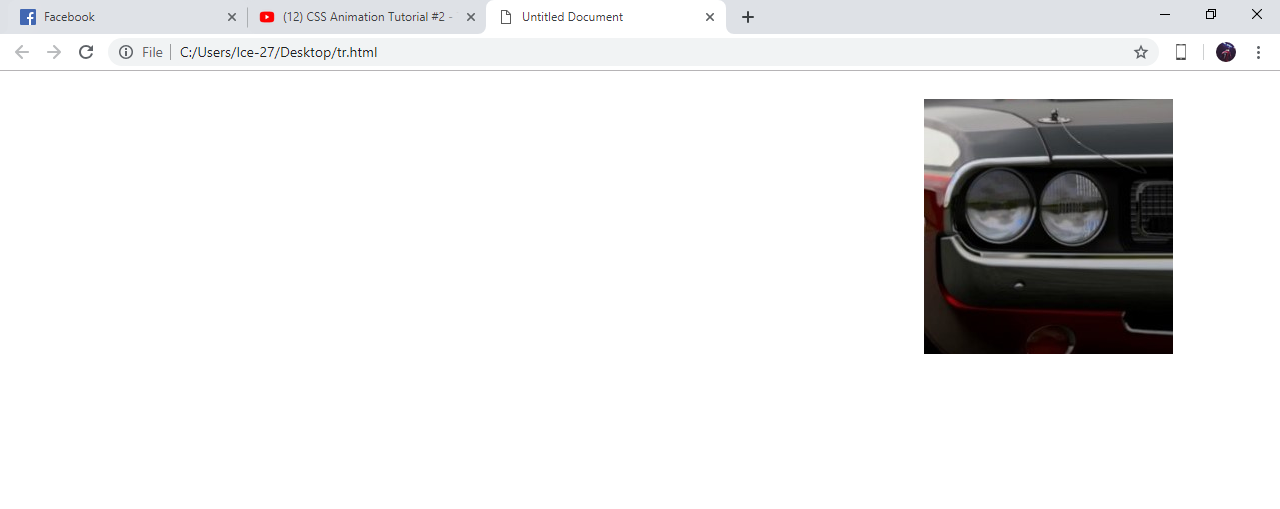 Facebook
(12) CSS Animation Tutorial #2 -
Untitled Document
File C:/Users/Ice-27/Desktop/tr.html